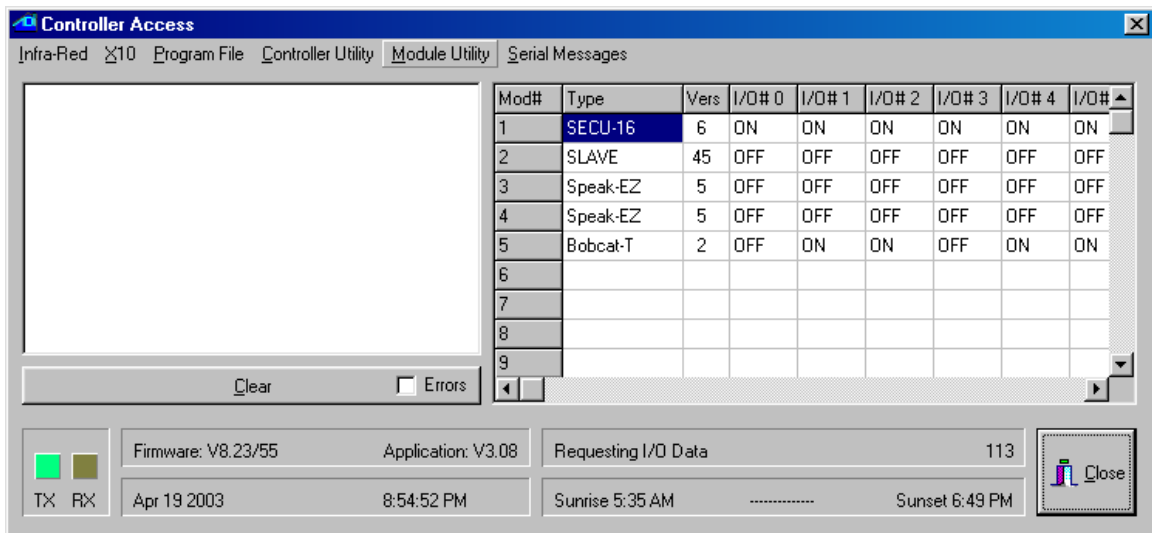 Controller Access
Infra-Red X10 Program File Controller Utility Module Utility Serial Messages
Mod# Type Vers I/O# 0 I/O# 1 I/O# 2 I/O# 3 I/O# 4 I/O#
1 SECU-16 6 ON ON ON ON ON ON
2 SLAVE 45 OFF OFF OFF OFF OFF OFF
3 Speak-EZ 5 OFF OFF OFF OFF OFF OFF
4 Speak-EZ 5 OFF OFF OFF OFF OFF OFF
5 Bobcat-T 2 OFF ON ON OFF ON ON
6
7
8
9
Clear Errors
TX RX
Firmware: V8.23/55 Application: V3.08
Apr 19 2003 8:54:52 PM
Requesting I/O Data 113
Sunrise 5:35 AM -------------- Sunset 6:49 PM
Close